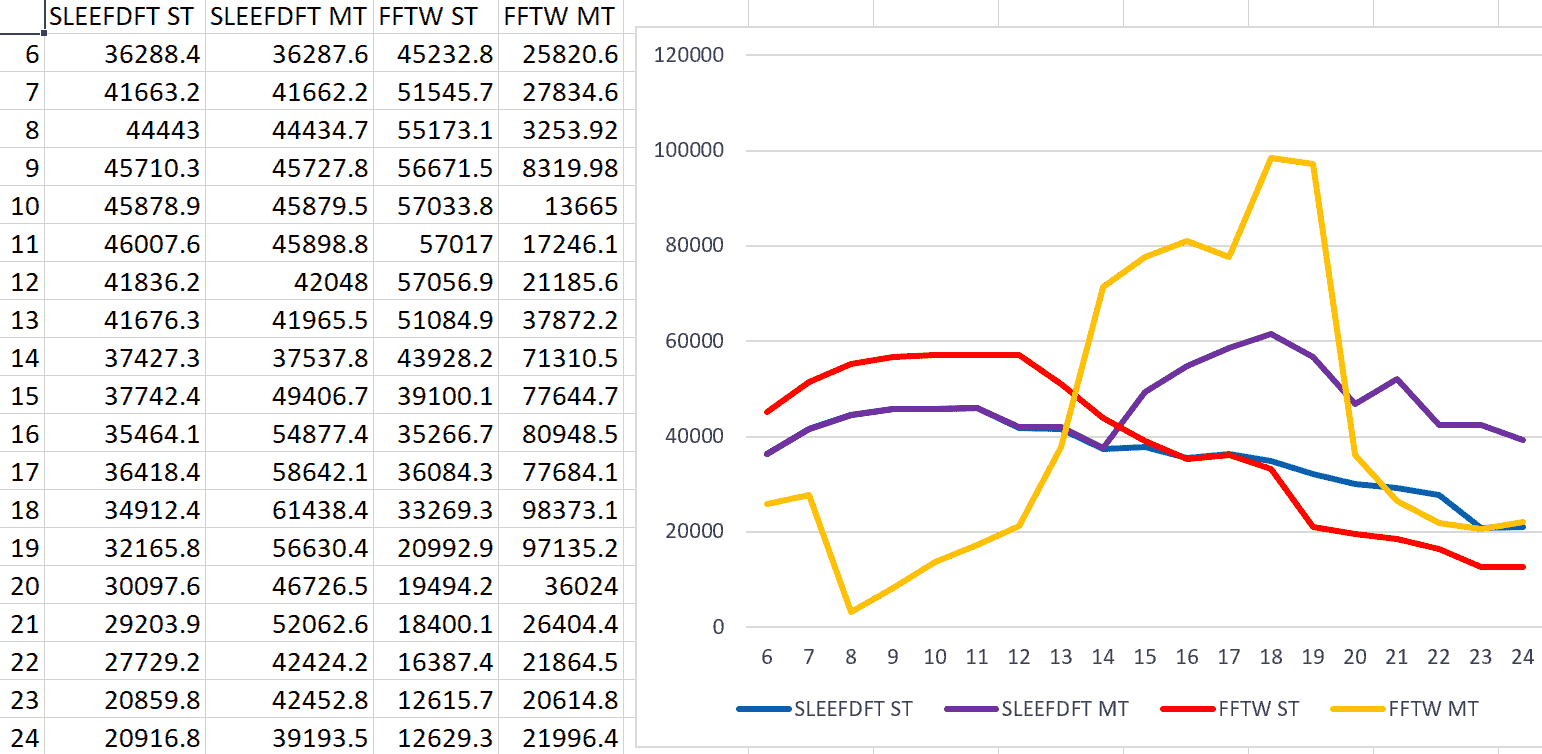 SLEEFDFT ST SLEEFDFT MT FFTW ST FFTW MT
6 36288.4 36287.6 45232.8 25820.6
7 41663.2 41662.2 51545.7 27834.6
8 44443 44434.7 55173.1 3253.92
9 45710.3 45727.8 56671.5 8319.98
10 45878.9 45879.5 57033.8 13665
11 46007.6 45898.8 57017 17246.1
12 41836.2 42048 57056.9 21185.6
13 41676.3 41965.5 51084.9 37872.2
14 37427.3 37537.8 43928.2 71310.5
15 37742.4 49406.7 39100.1 77644.7
16 35464.1 54877.4 35266.7 80948.5
17 36418.4 58642.1 36084.3 77684.1
18 34912.4 61438.4 33269.3 98373.1
19 32165.8 56630.4 20992.9 97135.2
20 30097.6 46726.5 19494.2 36024
21 29203.9 52062.6 18400.1 26404.4
22 27729.2 42424.2 16387.4 21864.5
23 20859.8 42452.8 12615.7 20614.8
24 20916.8 39193.5 12629.3 21996.4
120000
100000
80000
60000
40000
20000
0
6 7 8 9 10 11 12 13 14 15 16 17 18 19 20 21 22 23 24
SLEEFDFT ST SLEEFDFT MT FFTW ST FFTW MT